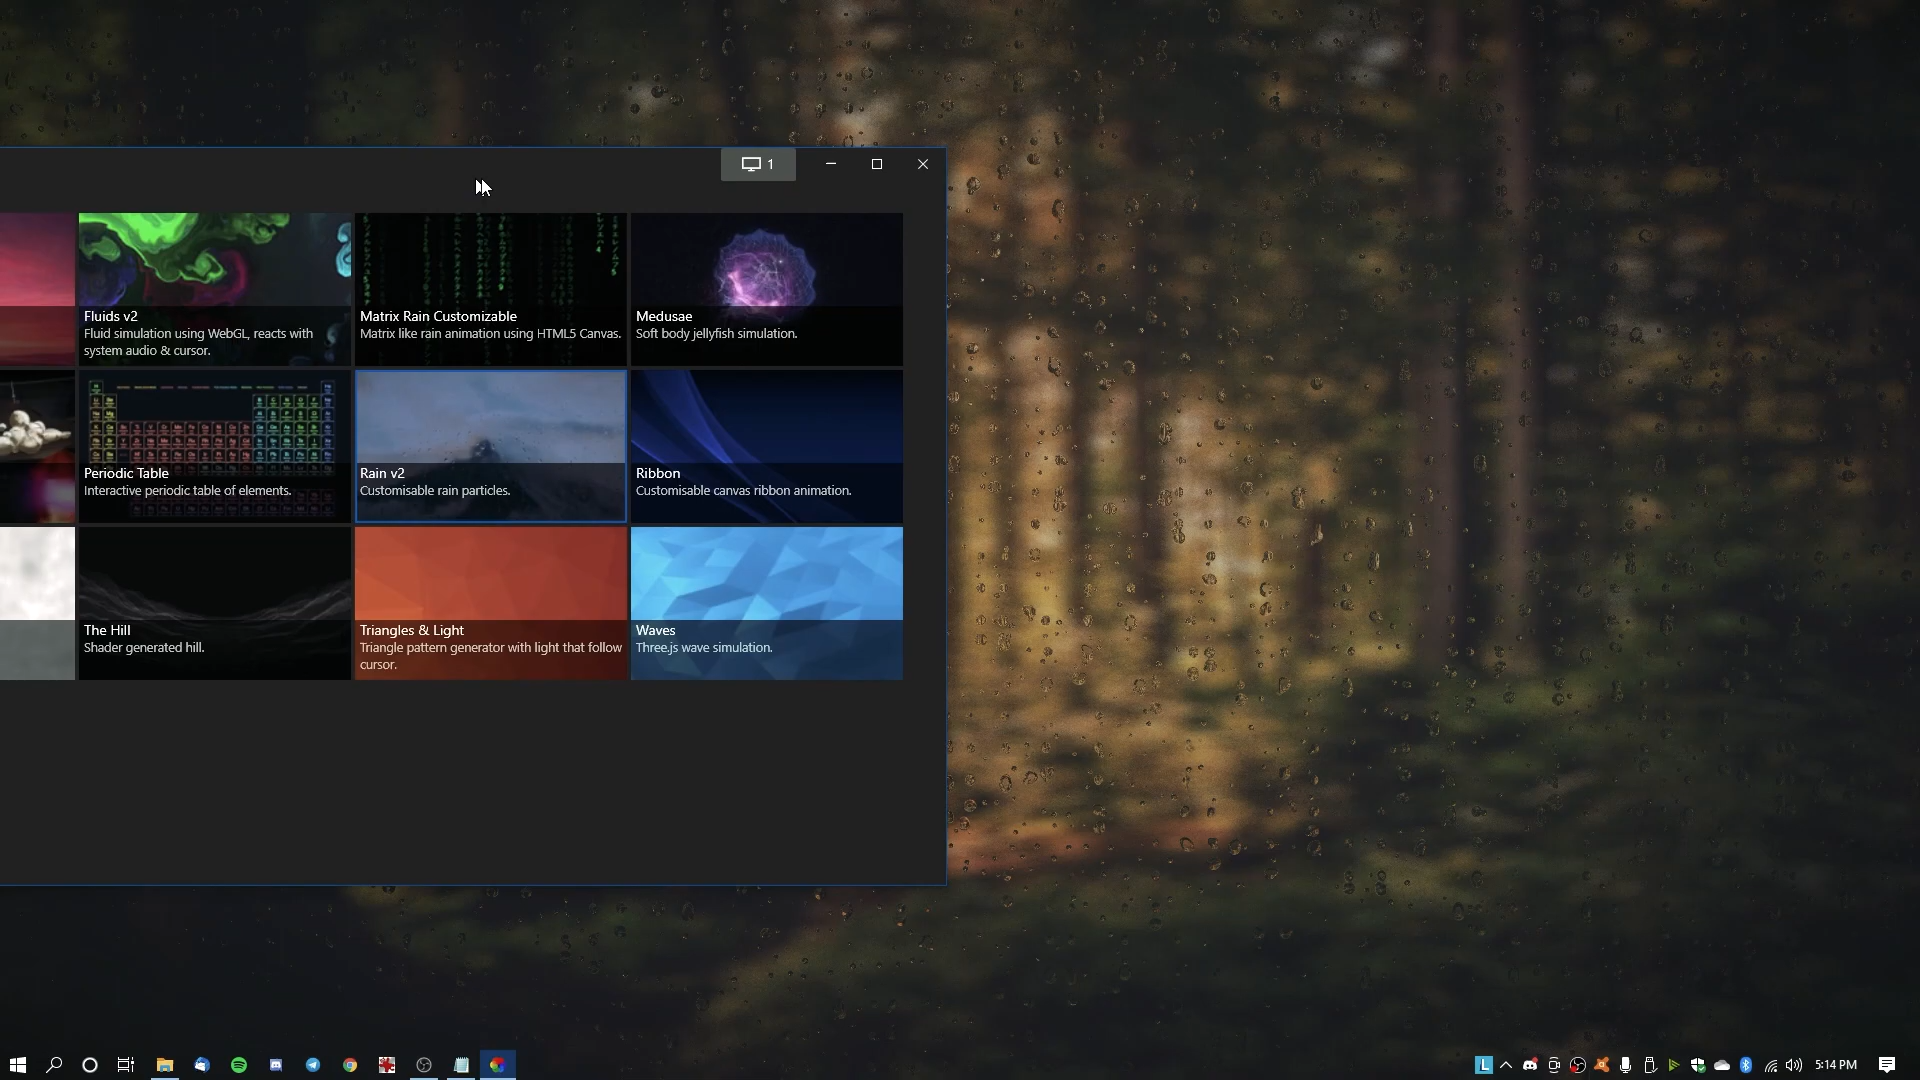 1
Fluids v2
Fluid simulation using WebGL, reacts with
system audio & cursor.
Matrix Rain Customizable
Matrix like rain animation using HTML5 Canvas.
Medusae
Soft body jellyfish simulation.
Periodic Table
Interactive periodic table of elements.
Rain v2
Customisable rain particles.
Ribbon
Customisable canvas ribbon animation.
The Hill
Shader generated hill.
Triangles & Light
Triangle pattern generator with light that follow
cursor.
Waves
Three.js wave simulation.
L
5:14 PM